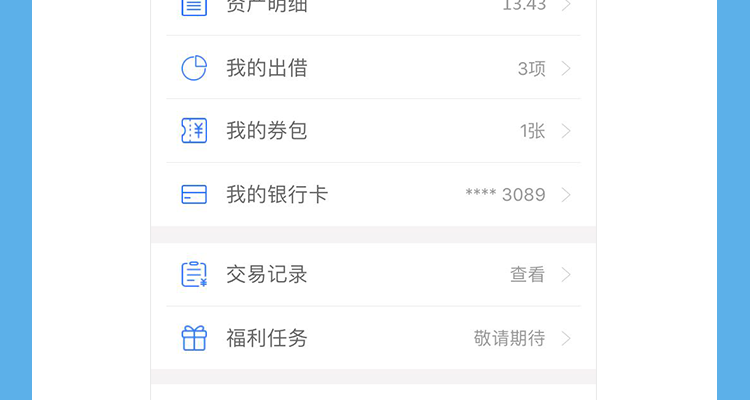 资产明细 13.43
我的出借 3项
我的券包 1张
我的银行卡 **** 3089
交易记录 查看
福利任务 敬请期待